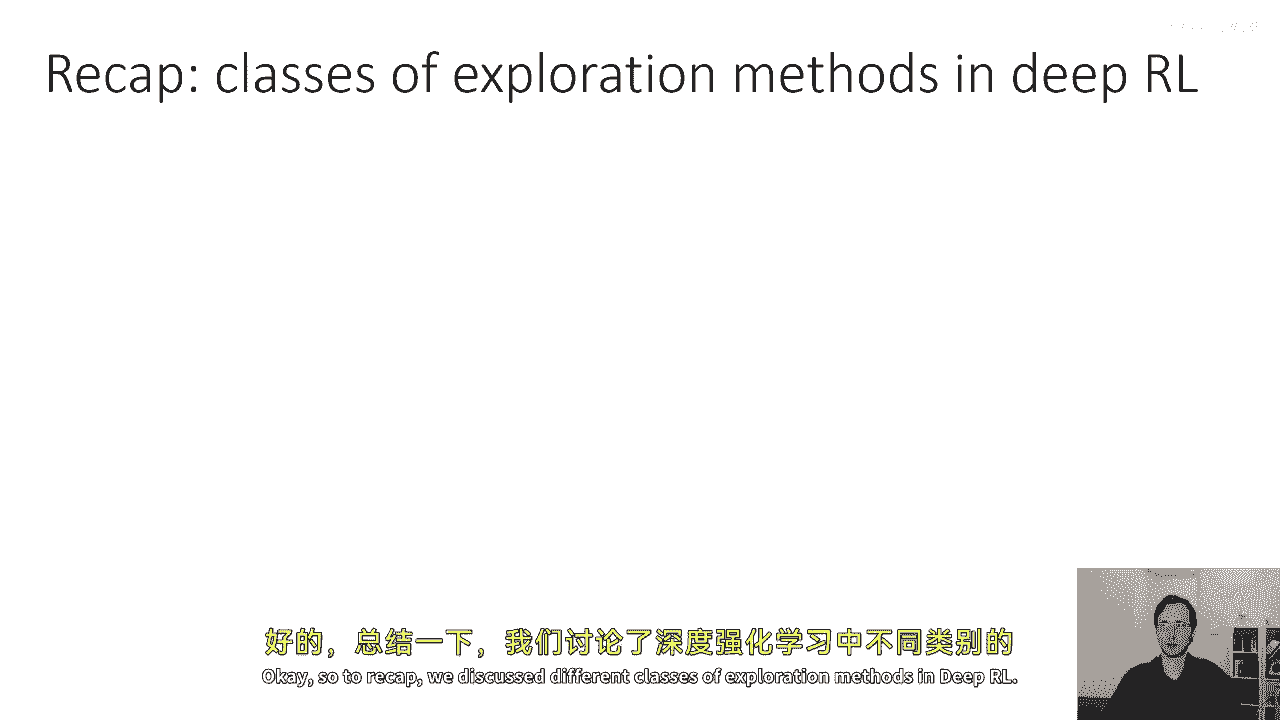 Recap: classes of exploration methods in deep RL
好的，总结一下，我们讨论了深度强化学习中不同类别的
Okay, so to recap, we discussed different classes of exploration methods in Deep RL.